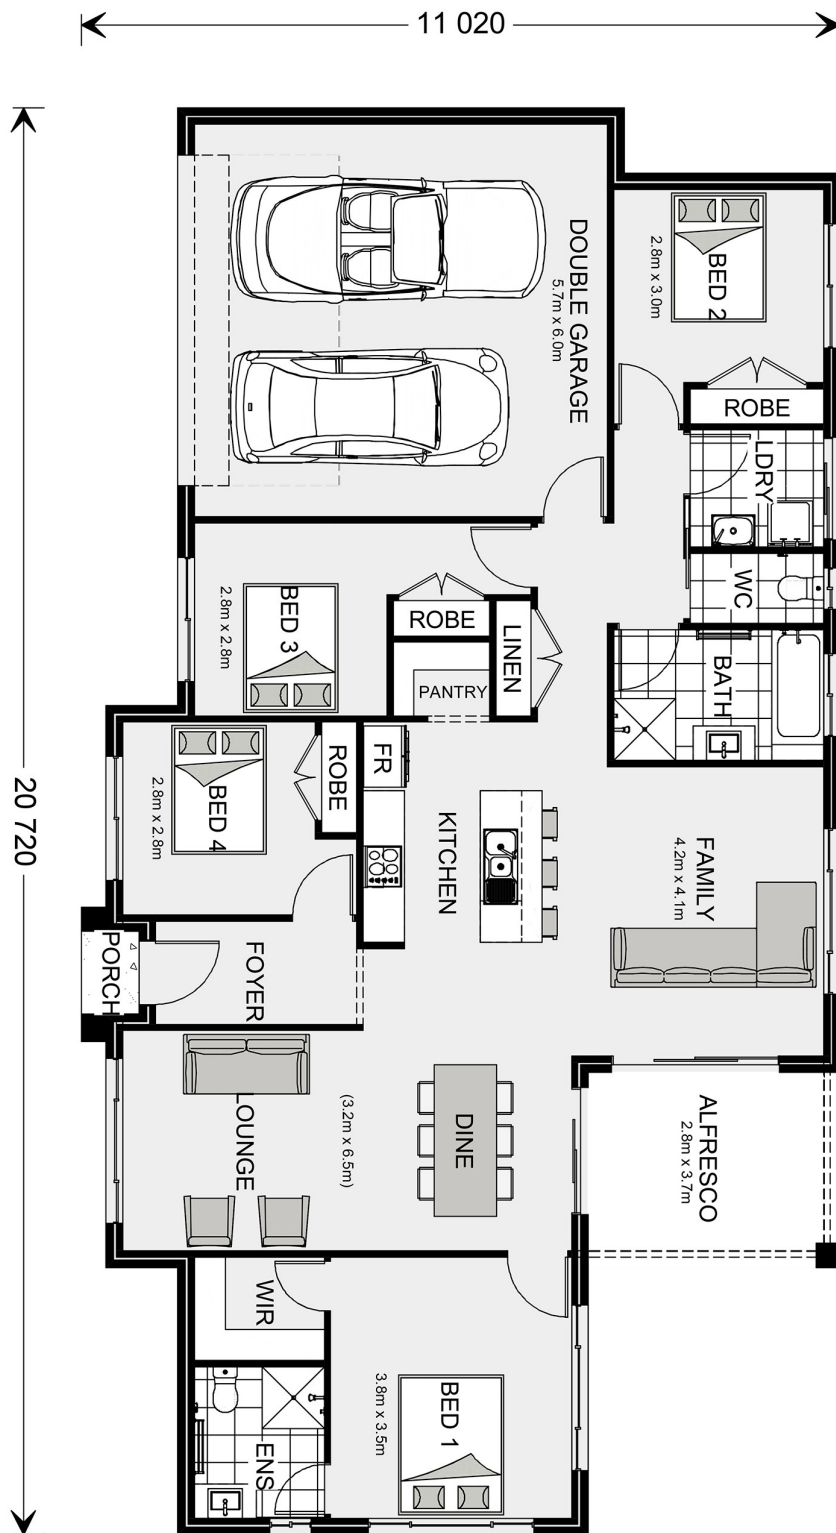 11 020
20 720
DOUBLE GARAGE
5.7m x 6.0m
BED 2
2.8m x 3.0m
ROBE
LDRY
WC
BATH
BED 3
2.8m x 2.8m
ROBE
LINEN
PANTRY
BED 4
2.8m x 2.8m
ROBE
FR
KITCHEN
FAMILY
4.2m x 4.1m
PORCH
FOYER
LOUNGE
(3.2m x 6.5m)
DINE
ALFRESCO
2.8m x 3.7m
WIR
ENS
BED 1
3.8m x 3.5m